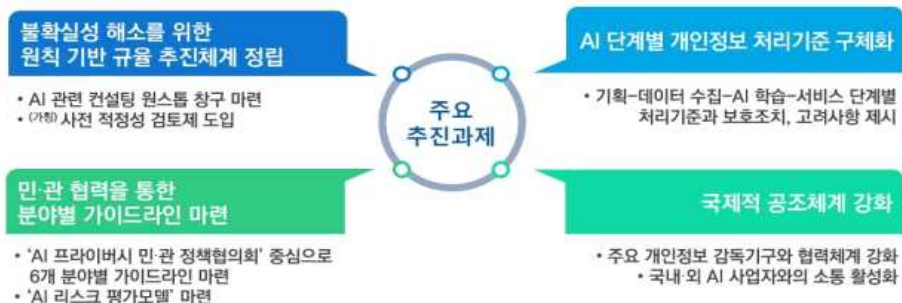 불확실성 해소를 위한
원칙 기반 규율 추진체계 정립
• AI 관련 컨설팅 원스톱 창구 마련
• (가칭) 사전 적정성 검토제 도입
AI 단계별 개인정보 처리기준 구체화
• 기획-데이터 수집-AI 학습-서비스 단계별
처리기준과 보호조치, 고려사항 제시
주요
추진과제
민·관 협력을 통한
분야별 가이드라인 마련
• ‘AI 프라이버시 민·관 정책협의회’ 중심으로
6개 분야별 가이드라인 마련
• ‘AI 리스크 평가모델’ 마련
국제적 공조체계 강화
• 주요 개인정보 감독기구와 협력체계 강화
• 국내·외 AI 사업자와의 소통 활성화